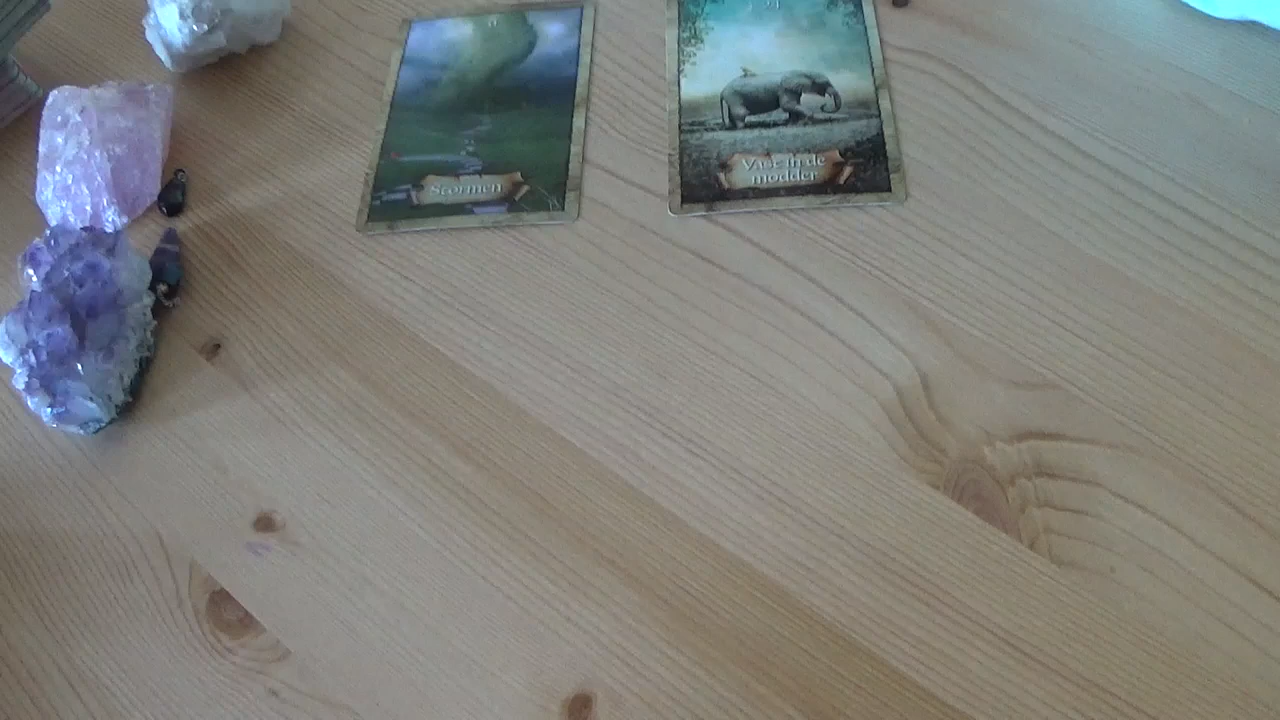 Stormen
Vast in de
modder